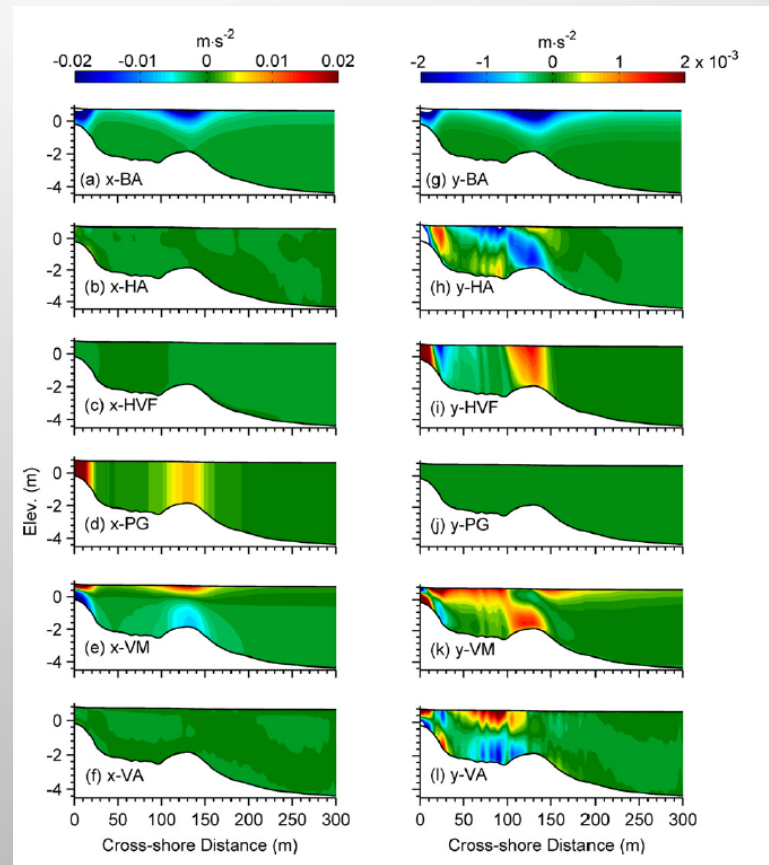 m·s⁻²
-0.02 -0.01 0 0.01 0.02
0
-2
-4
(a) x-BA
0
-2
-4
(b) x-HA
0
-2
-4
(c) x-HVF
0
-2
-4
(d) x-PG
Elev. (m)
0
-2
-4
(e) x-VM
0
-2
-4
(f) x-VA
0 50 100 150 200 250 300
Cross-shore Distance (m)
m·s⁻²
-2 -1 0 1 2 x 10⁻³
(g) y-BA
(h) y-HA
(i) y-HVF
(j) y-PG
(k) y-VM
(l) y-VA
0 50 100 150 200 250 300
Cross-shore Distance (m)